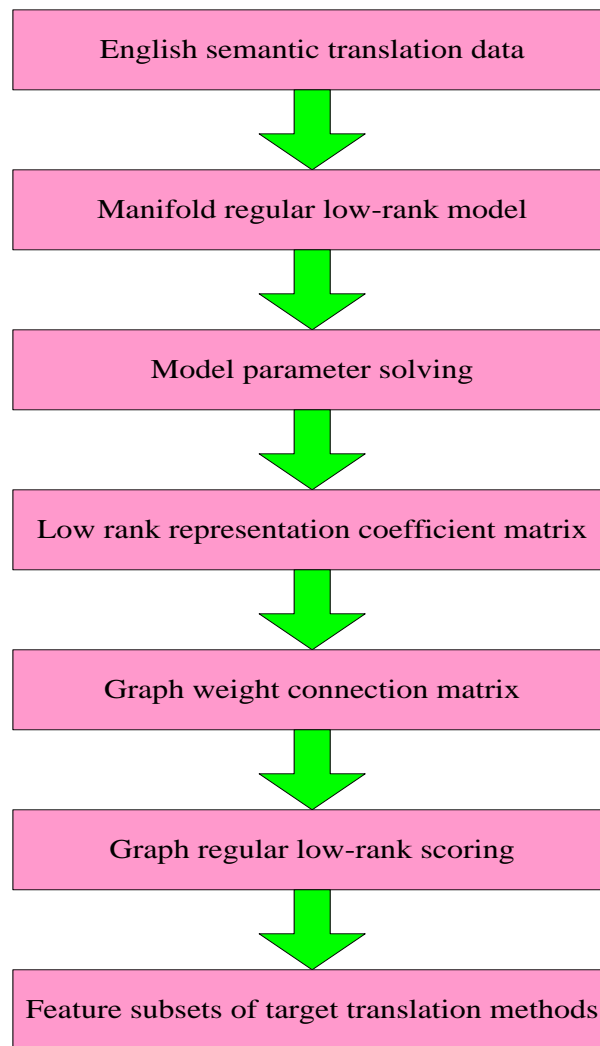 English semantic translation data
Manifold regular low-rank model
Model parameter solving
Low rank representation coefficient matrix
Graph weight connection matrix
Graph regular low-rank scoring
Feature subsets of target translation methods